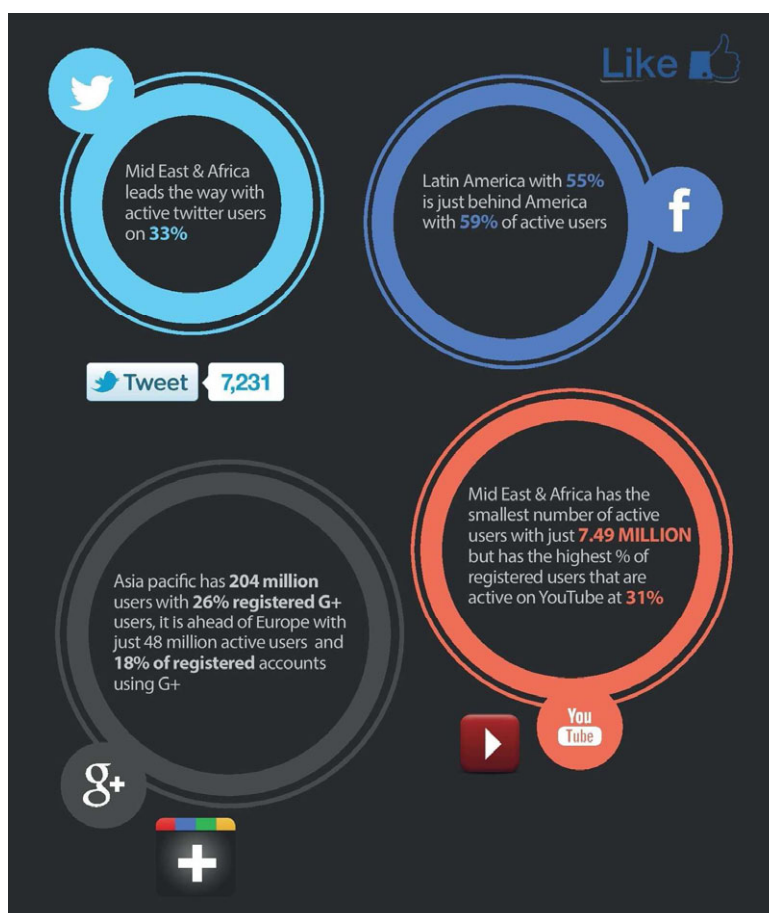 Like
Mid East & Africa
leads the way with
active twitter users
on 33%
Latin America with 55%
is just behind America
with 59% of active users
f
Tweet 7,231
Mid East & Africa has the
smallest number of active
users with just 7.49 MILLION
but has the highest % of
registered users that are
active on YouTube at 31%
Asia pacific has 204 million
users with 26% registered G+
users, it is ahead of Europe with
just 48 million active users and
18% of registered accounts
using G+
You
Tube
g+
+